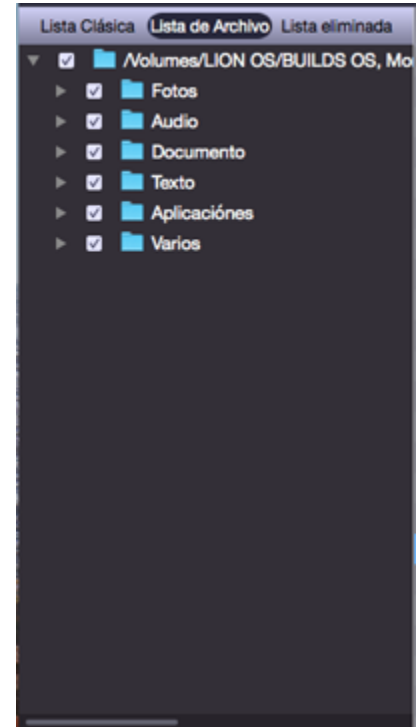 Lista Clásica Lista de Archivo Lista eliminada
/Volumes/LION OS/BUILDS OS, Mo
Fotos
Audio
Documento
Texto
Aplicaciónes
Varios